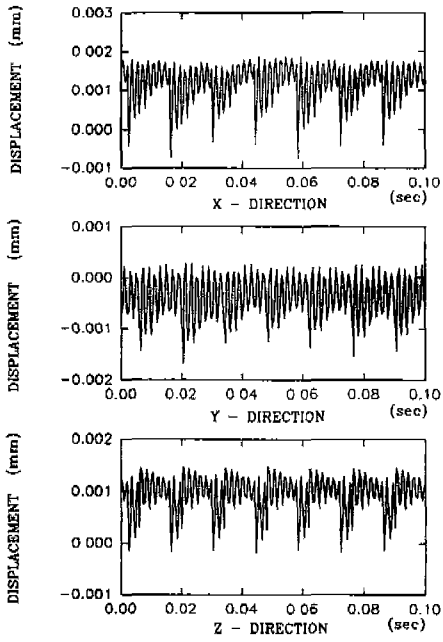 DISPLACEMENT (mm)
0.003
0.002
0.001
0.000
-0.001
0.00 0.02 0.04 0.06 0.08 0.10
X - DIRECTION (sec)
DISPLACEMENT (mm)
0.001
0.000
-0.001
-0.002
0.00 0.02 0.04 0.06 0.08 0.10
Y - DIRECTION (sec)
DISPLACEMENT (mm)
0.002
0.001
0.000
-0.001
0.00 0.02 0.04 0.06 0.08 0.10
Z - DIRECTION (sec)